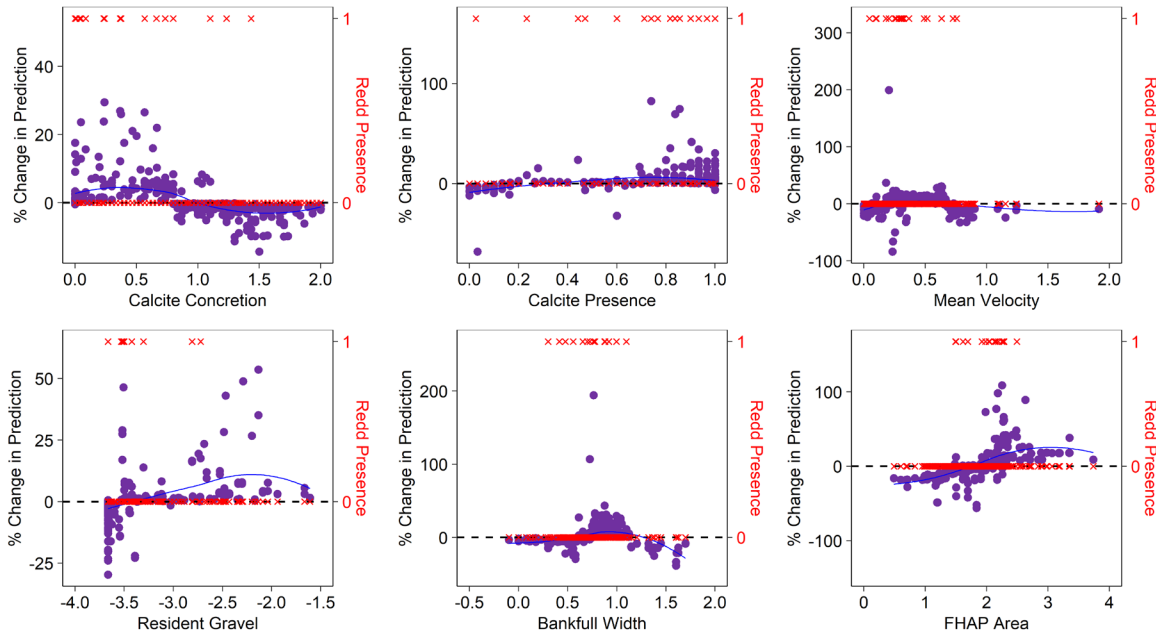 % Change in Prediction
40
20
0
0.0 0.5 1.0 1.5 2.0
Calcite Concretion
1
0
Redd Presence
% Change in Prediction
100
0
0.0 0.2 0.4 0.6 0.8 1.0
Calcite Presence
1
0
Redd Presence
% Change in Prediction
300
200
100
0
-100
0.0 0.5 1.0 1.5 2.0
Mean Velocity
1
0
Redd Presence
% Change in Prediction
50
25
0
-25
-4.0 -3.5 -3.0 -2.5 -2.0 -1.5
Resident Gravel
1
0
Redd Presence
% Change in Prediction
200
100
0
-0.5 0.0 0.5 1.0 1.5 2.0
Bankfull Width
1
0
Redd Presence
% Change in Prediction
100
0
-100
0 1 2 3 4
FHAP Area
1
0
Redd Presence